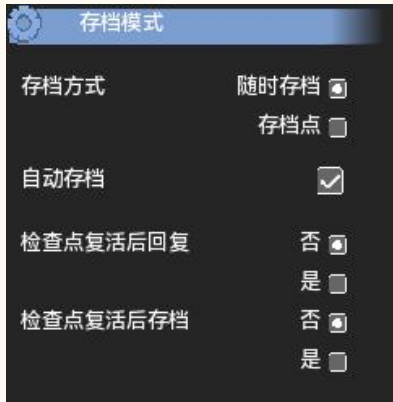 存档模式
存档方式 随时存档
存档点
自动存档
检查点复活后回复 否
是
检查点复活后存档 否
是